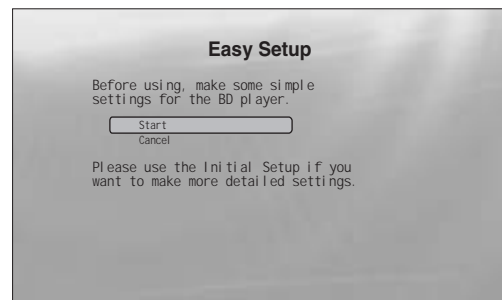 Easy Setup
Before using, make some simple
settings for the BD player.
Start
Cancel
Please use the Initial Setup if you
want to make more detailed settings.